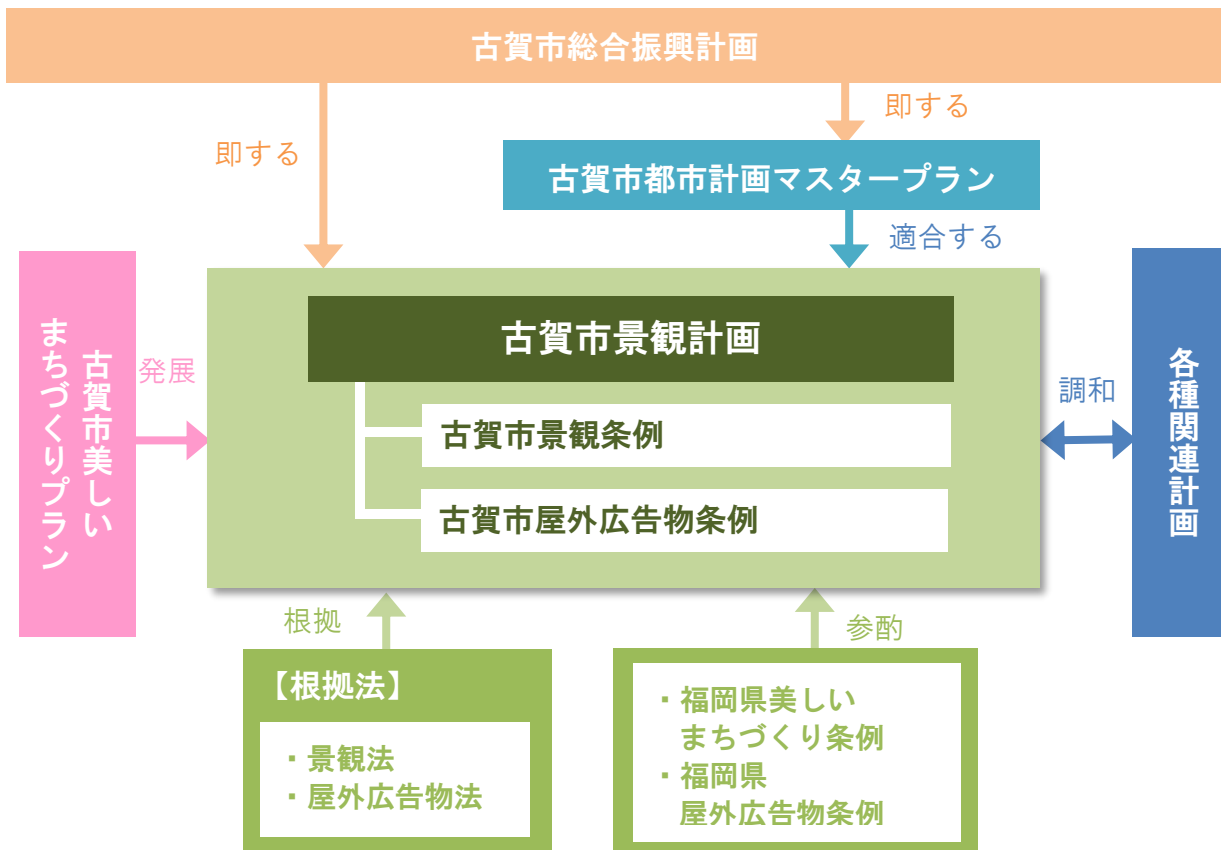 古賀市総合振興計画
即する
即する
古賀市都市計画マスタープラン
適合する
古賀市美しい
まちづくりプラン
発展
古賀市景観計画
古賀市景観条例
古賀市屋外広告物条例
調和
各種関連計画
根拠
参酌
【根拠法】
・景観法
・屋外広告物法
・福岡県美しい
まちづくり条例
・福岡県
屋外広告物条例